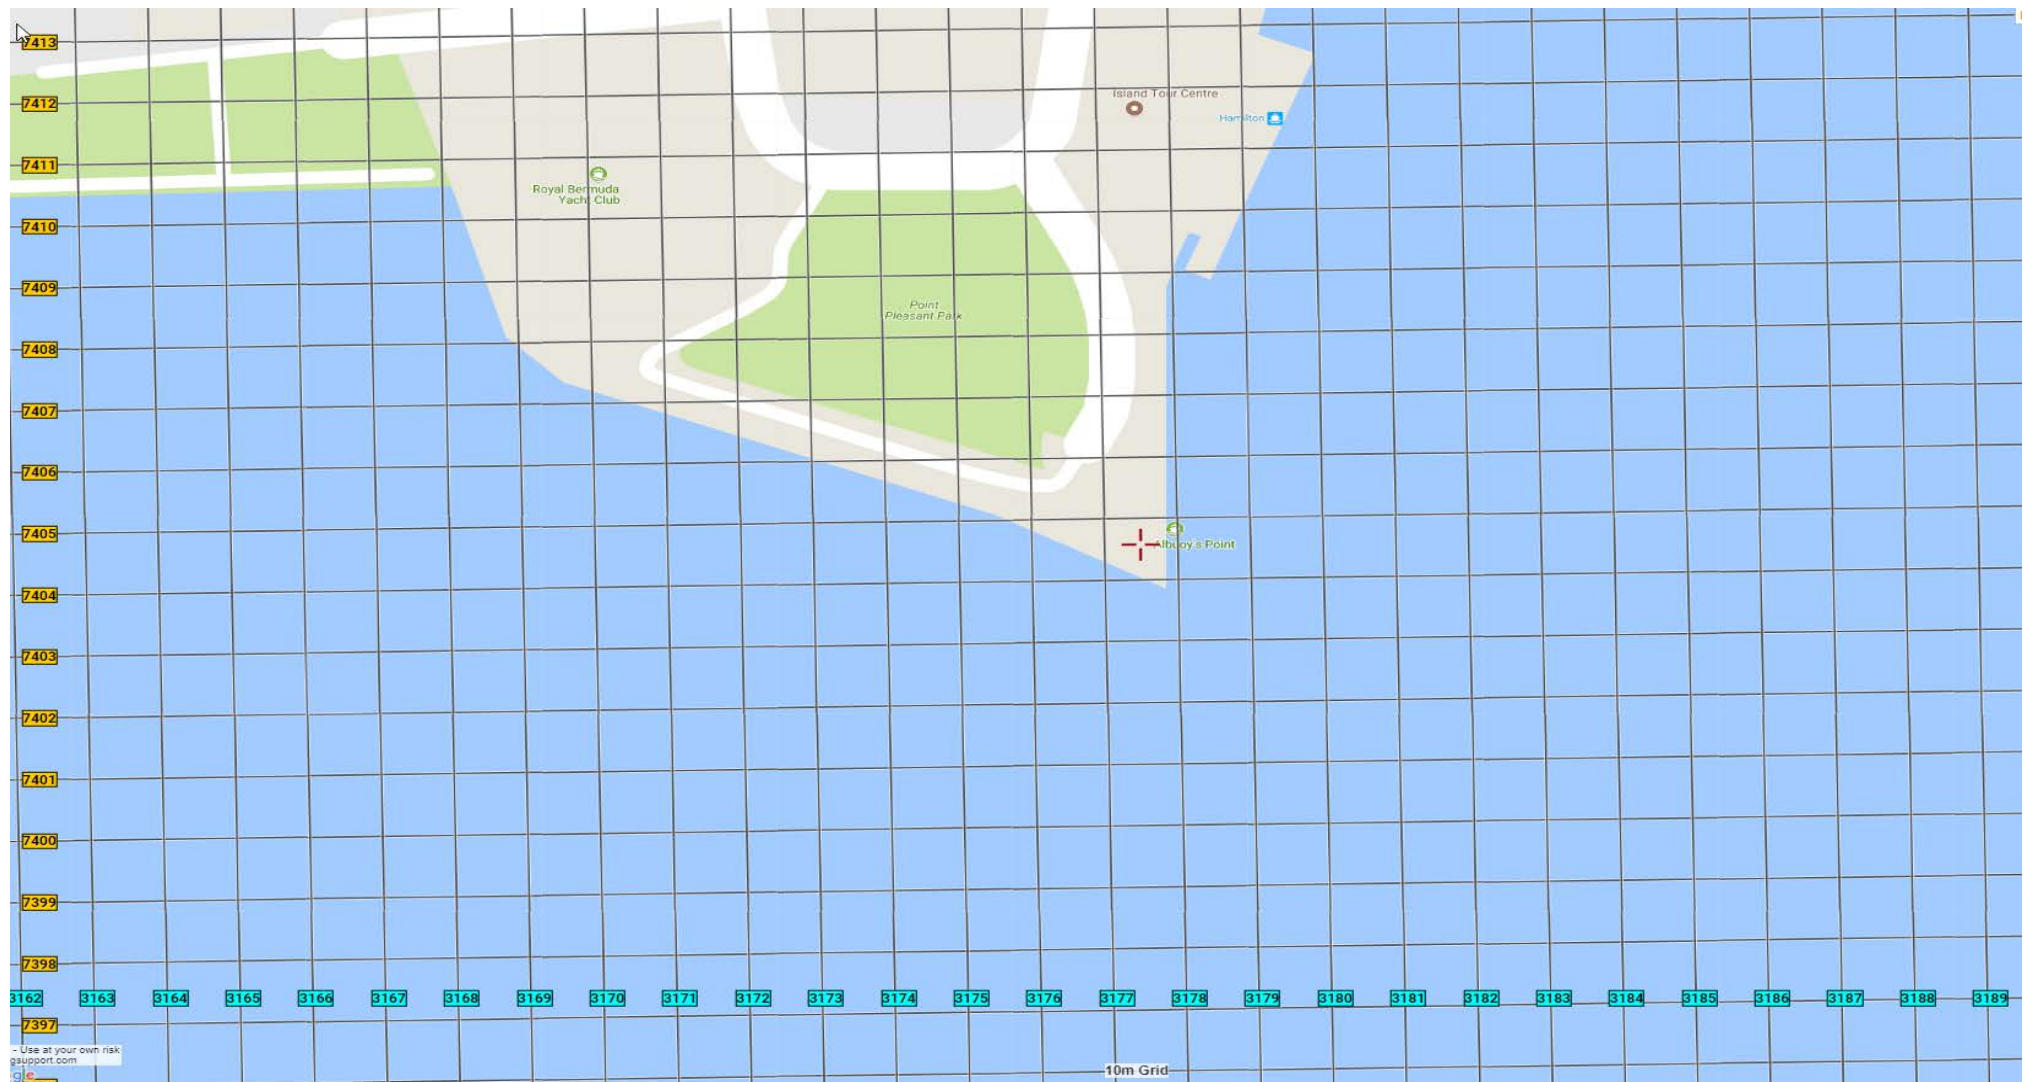 7413
Island Tour Centre
7412
Hamilton
7411
Royal Bermuda
Yacht Club
7410
7409
Point
Pleasant Park
7408
7407
7406
7405
Albuoy's Point
7404
7403
7402
7401
7400
7399
7398
3162 3163 3164 3165 3166 3167 3168 3169 3170 3171 3172 3173 3174 3175 3176 3177 3178 3179 3180 3181 3182 3183 3184 3185 3186 3187 3188 3189
7397
- Use at your own risk
gsupport.com
10m Grid
gle